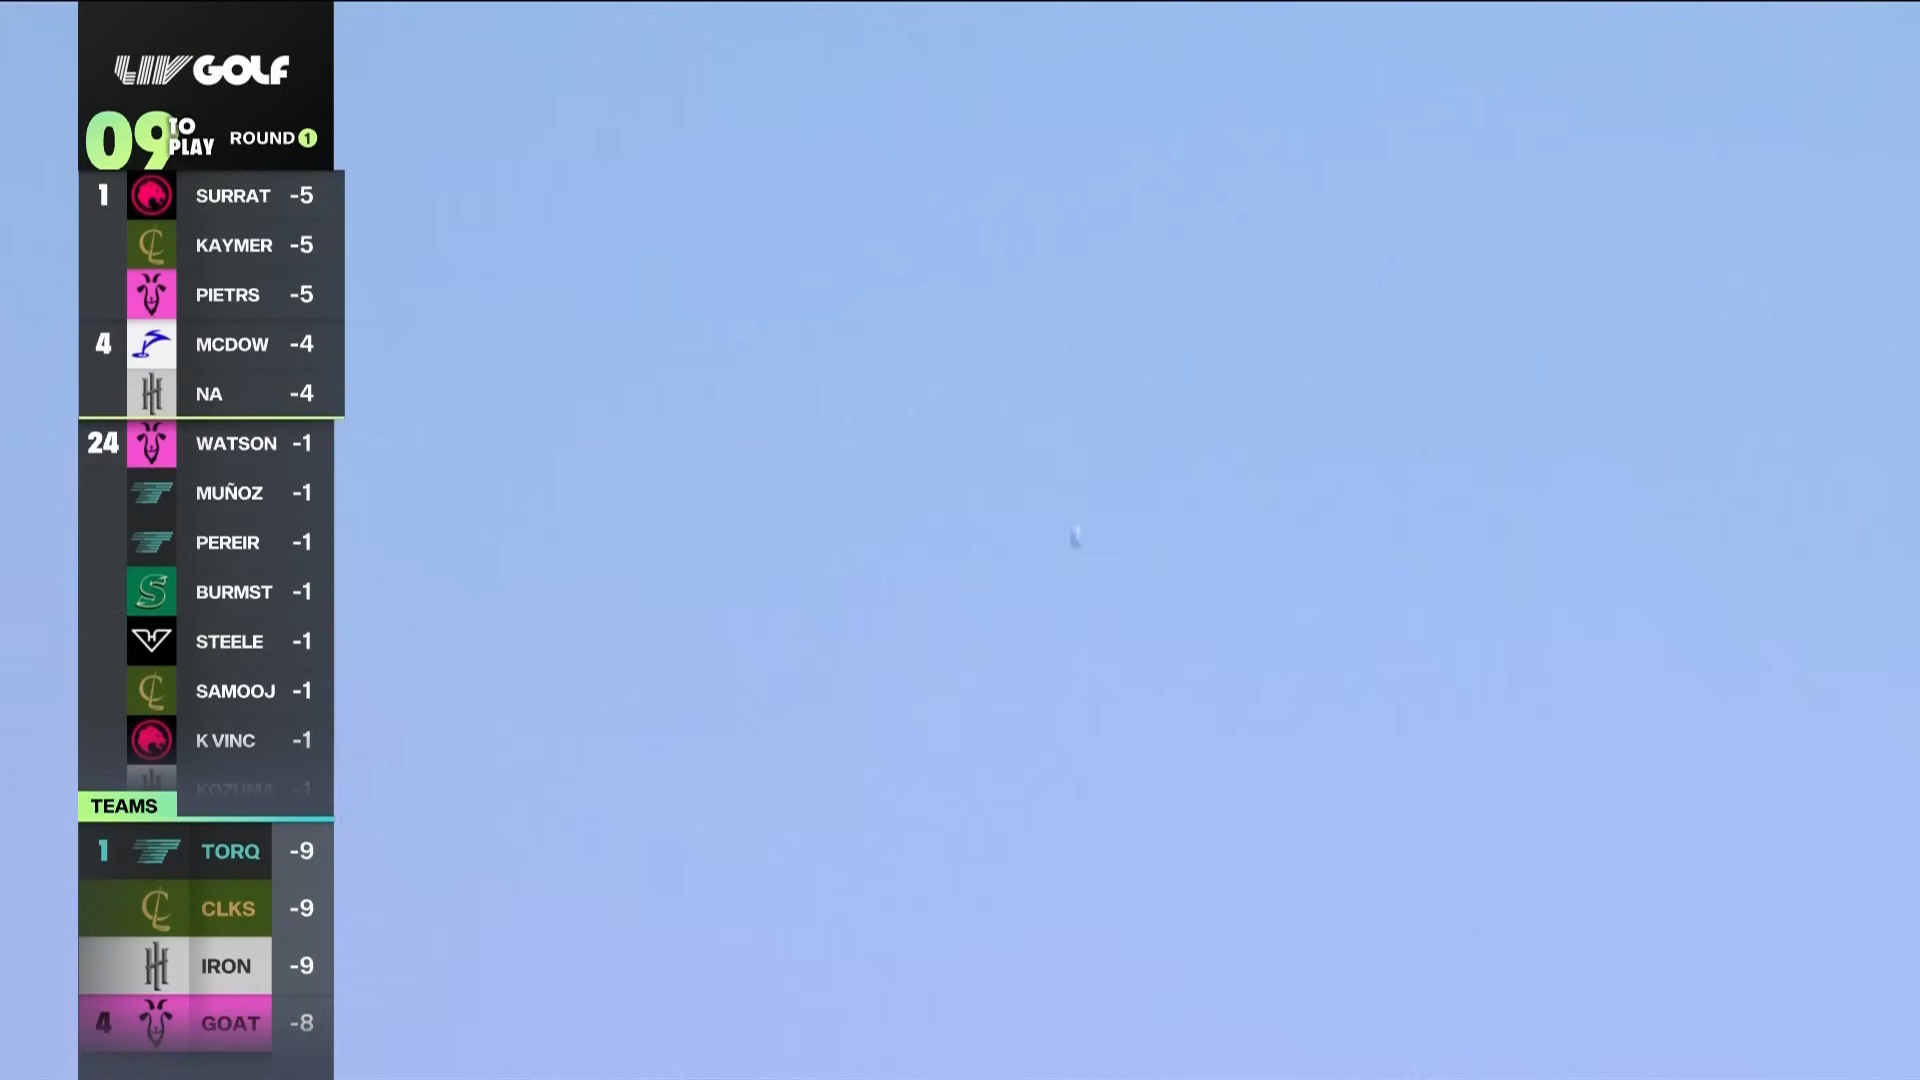 LIV GOLF
09 TO PLAY ROUND 1
1 SURRAT -5
KAYMER -5
PIETRS -5
4 MCDOW -4
NA -4
24 WATSON -1
MUÑOZ -1
PEREIR -1
BURMST -1
STEELE -1
SAMOOJ -1
K VINC -1
KOZUMA -1
TEAMS
1 TORQ -9
CLKS -9
IRON -9
4 GOAT -8